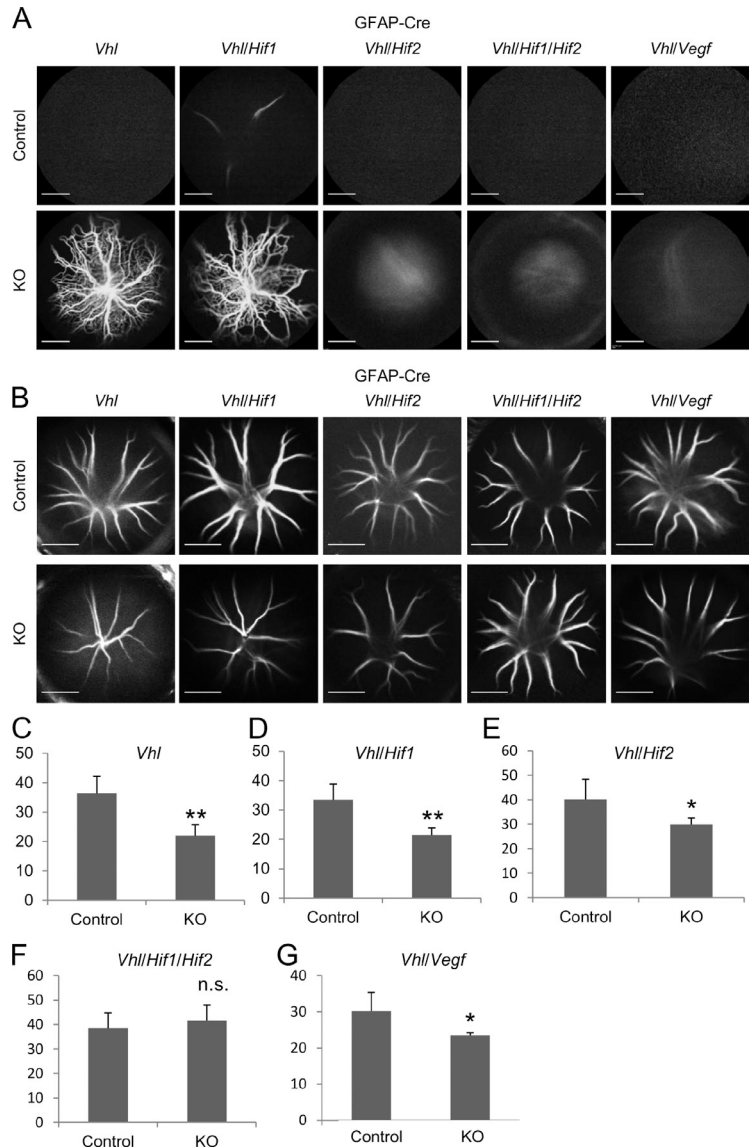 A
GFAP-Cre
Vhl Vhl/Hif1 Vhl/Hif2 Vhl/Hif1/Hif2 Vhl/Vegf
Control
KO
GFAP-Cre
B
Vhl Vhl/Hif1 Vhl/Hif2 Vhl/Hif1/Hif2 Vhl/Vegf
Control
KO
C
Vhl
50
40
30
20
10
0
**
Control KO
D
Vhl/Hif1
50
40
30
20
10
0
**
Control KO
E
Vhl/Hif2
60
50
40
30
20
10
0
*
Control KO
F
Vhl/Hif1/Hif2
60
50
40
30
20
10
0
n.s.
Control KO
G
Vhl/Vegf
40
30
20
10
0
*
Control KO